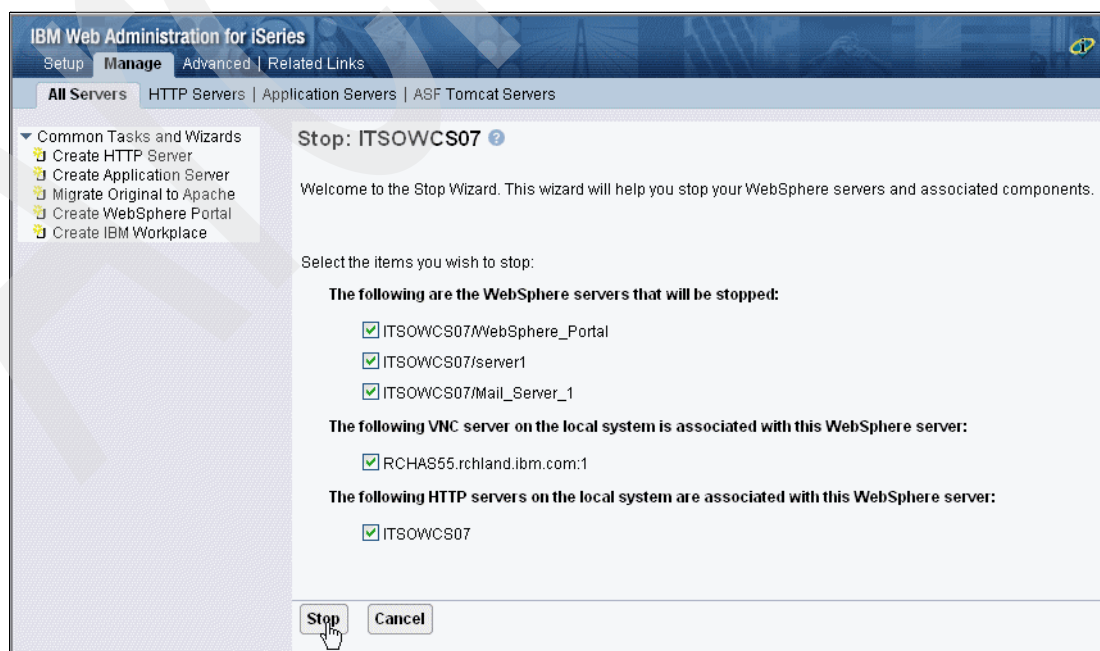 IBM Web Administration for iSeries
Setup Manage Advanced | Related Links
All Servers HTTP Servers | Application Servers | ASF Tomcat Servers
Common Tasks and Wizards
Create HTTP Server
Create Application Server
Migrate Original to Apache
Create WebSphere Portal
Create IBM Workplace
Stop: ITSOWCS07
Welcome to the Stop Wizard. This wizard will help you stop your WebSphere servers and associated components.
Select the items you wish to stop:
The following are the WebSphere servers that will be stopped:
ITSOWCS07/WebSphere_Portal
ITSOWCS07/server1
ITSOWCS07/Mail_Server_1
The following VNC server on the local system is associated with this WebSphere server:
RCHAS55.rchland.ibm.com:1
The following HTTP servers on the local system are associated with this WebSphere server:
ITSOWCS07
Stop Cancel